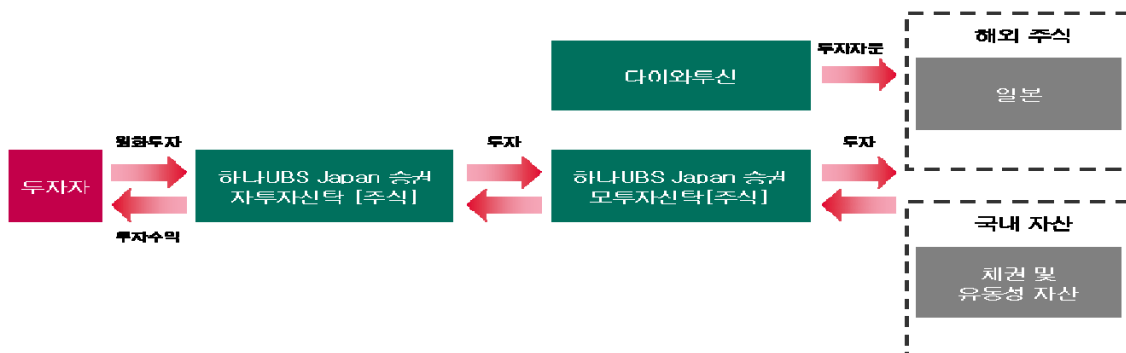 해외 주식
투자자문
다이와투신
일본
원화투자
투자
투자
투자자
하나UBS Japan 증권
자투자신탁 [주식]
하나UBS Japan 증권
모투자신탁[주식]
투자수익
국내 자산
채권 및
유동성 자산